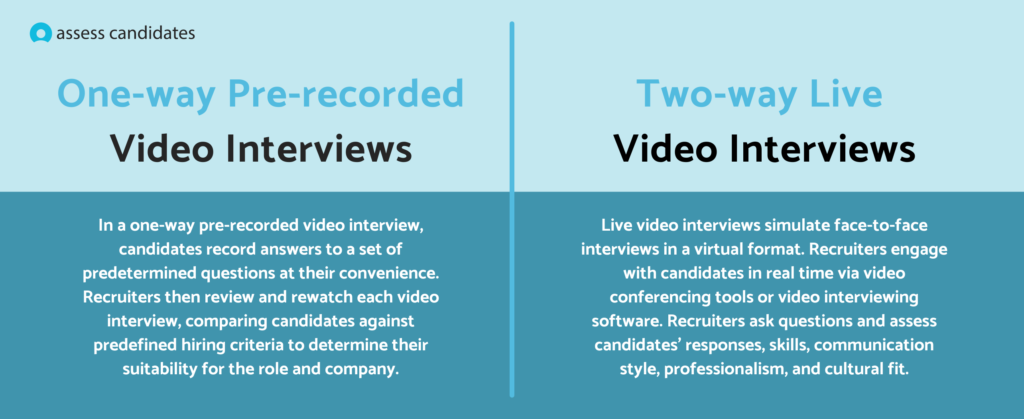 assess candidates
One-way Pre-recorded
Video Interviews
In a one-way pre-recorded video interview,
candidates record answers to a set of
predetermined questions at their convenience.
Recruiters then review and rewatch each video
interview, comparing candidates against
predefined hiring criteria to determine their
suitability for the role and company.
Two-way Live
Video Interviews
Live video interviews simulate face-to-face
interviews in a virtual format. Recruiters engage
with candidates in real time via video
conferencing tools or video interviewing
software. Recruiters ask questions and assess
candidates' responses, skills, communication
style, professionalism, and cultural fit.